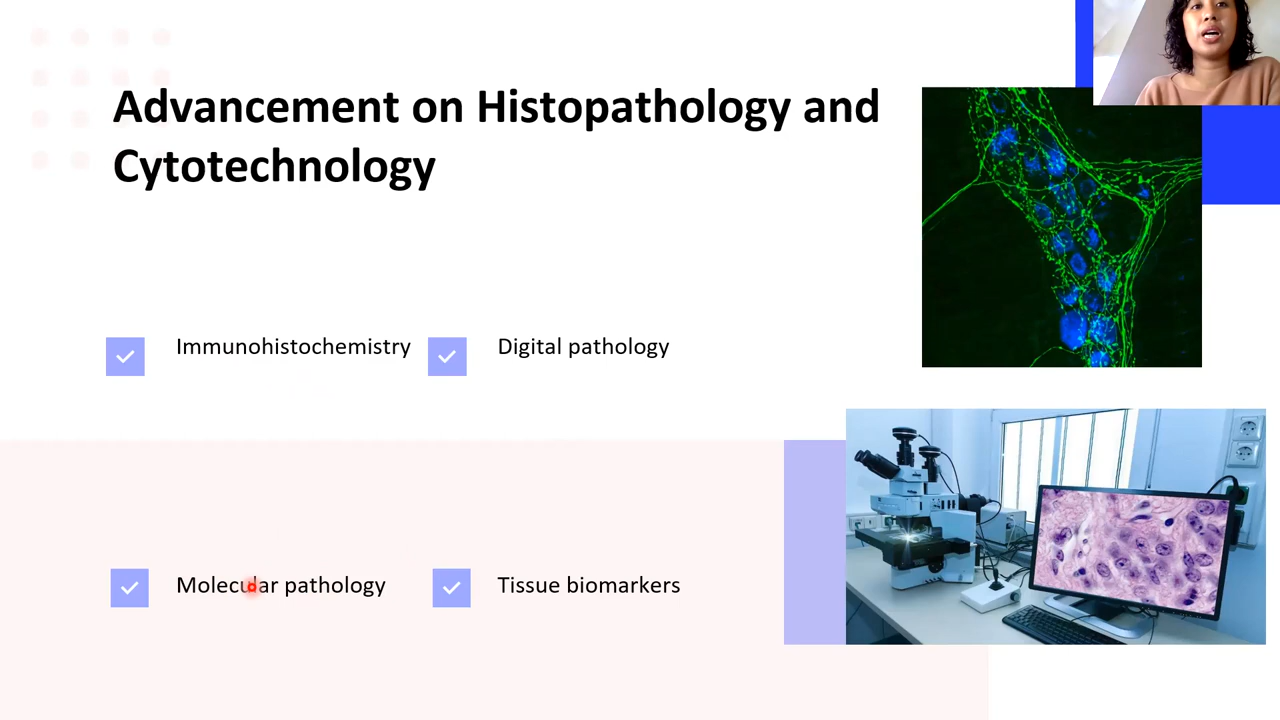 Advancement on Histopathology and
Cytotechnology
Immunohistochemistry
Digital pathology
Molecular pathology
Tissue biomarkers